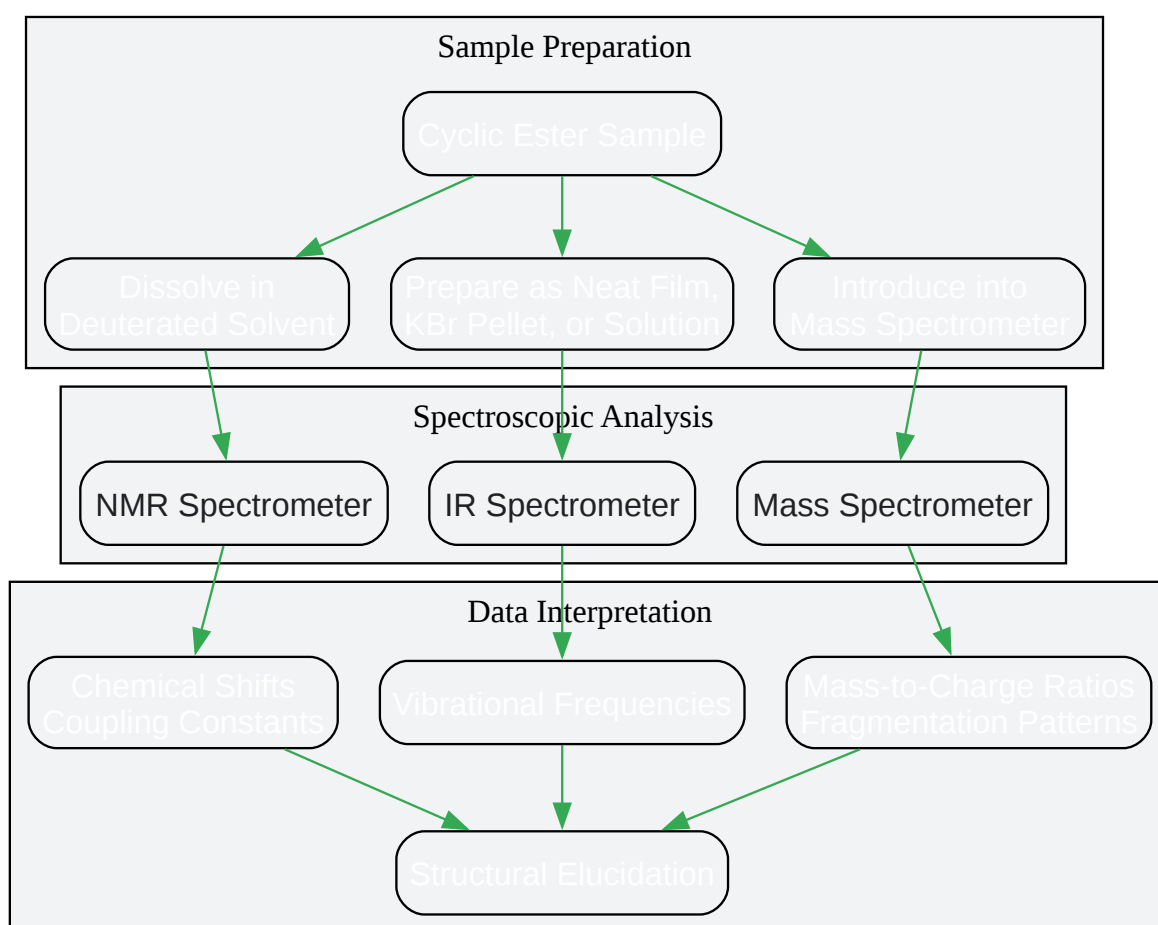 Sample Preparation
Cyclic Ester Sample
Dissolve in
Deuterated Solvent
Prepare as Neat Film,
KBr Pellet, or Solution
Introduce into
Mass Spectrometer
Spectroscopic Analysis
NMR Spectrometer
IR Spectrometer
Mass Spectrometer
Data Interpretation
Chemical Shifts
Coupling Constants
Vibrational Frequencies
Mass-to-Charge Ratios
Fragmentation Patterns
Structural Elucidation